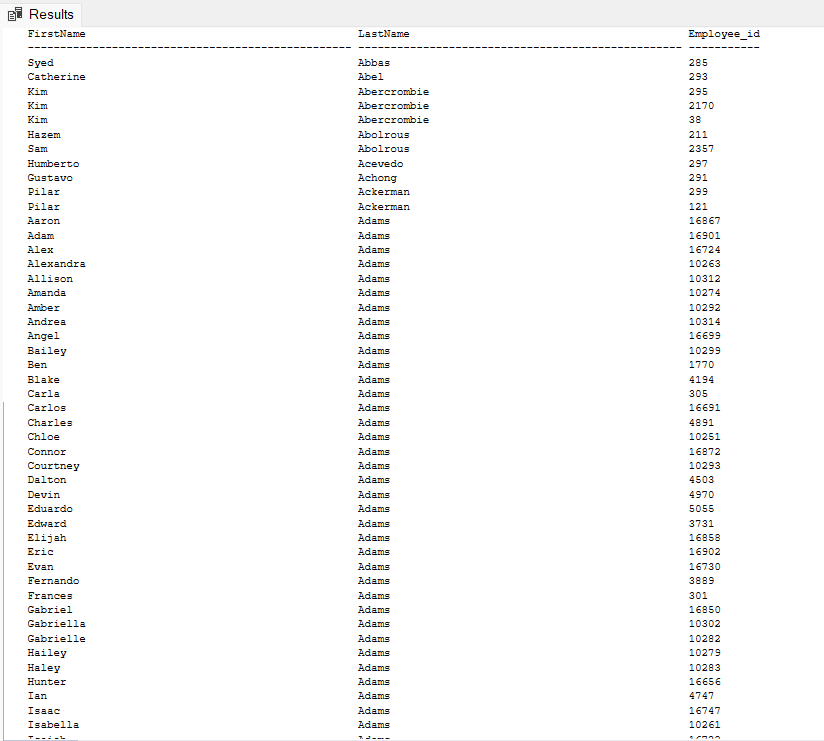 Results
FirstName LastName Employee_id
-------------------------------------------------- -------------------------------------------------- -----------
Syed Abbas 285
Catherine Abel 293
Kim Abercrombie 295
Kim Abercrombie 2170
Kim Abercrombie 38
Hazem Abolrous 211
Sam Abolrous 2357
Humberto Acevedo 297
Gustavo Achong 291
Pilar Ackerman 299
Pilar Ackerman 121
Aaron Adams 16867
Adam Adams 16901
Alex Adams 16724
Alexandra Adams 10263
Allison Adams 10312
Amanda Adams 10274
Amber Adams 10292
Andrea Adams 10314
Angel Adams 16699
Bailey Adams 10299
Ben Adams 1770
Blake Adams 4194
Carla Adams 305
Carlos Adams 16691
Charles Adams 4891
Chloe Adams 10251
Connor Adams 16872
Courtney Adams 10293
Dalton Adams 4503
Devin Adams 4970
Eduardo Adams 5055
Edward Adams 3731
Elijah Adams 16858
Eric Adams 16902
Evan Adams 16730
Fernando Adams 3889
Frances Adams 301
Gabriel Adams 16850
Gabriella Adams 10302
Gabrielle Adams 10282
Hailey Adams 10279
Haley Adams 10283
Hunter Adams 16656
Ian Adams 4747
Isaac Adams 16747
Isabella Adams 10261
Adams